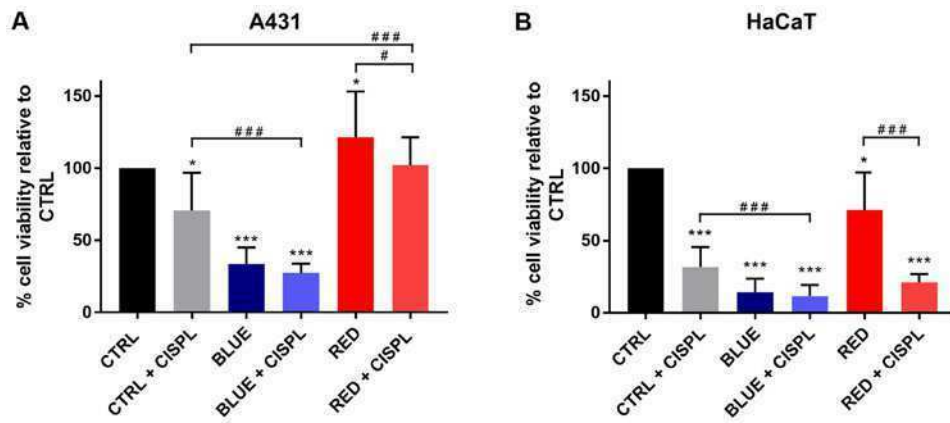 A
A431
% cell viability relative to
CTRL
150
100
50
0
###
#
*
###
*
***
***
CTRL
CTRL + CISPL
BLUE
BLUE + CISPL
RED
RED + CISPL
B
HaCaT
% cell viability relative to
CTRL
150
100
50
0
###
*
###
***
***
***
***
CTRL
CTRL + CISPL
BLUE
BLUE + CISPL
RED
RED + CISPL